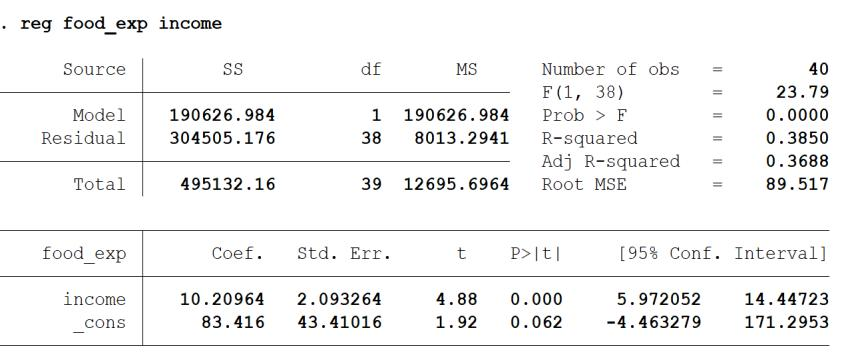 . reg food_exp income
Source SS df MS Number of obs = 40
F(1, 38) = 23.79
Model 190626.984 1 190626.984 Prob > F = 0.0000
Residual 304505.176 38 8013.2941 R-squared = 0.3850
Adj R-squared = 0.3688
Total 495132.16 39 12695.6964 Root MSE = 89.517
food_exp Coef. Std. Err. t P>|t| [95% Conf. Interval]
income 10.20964 2.093264 4.88 0.000 5.972052 14.44723
_cons 83.416 43.41016 1.92 0.062 -4.463279 171.2953